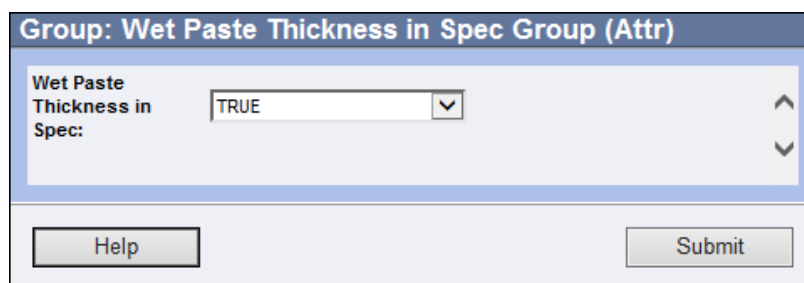 Group: Wet Paste Thickness in Spec Group (Attr)
Wet Paste
Thickness in
Spec:
TRUE
Help
Submit